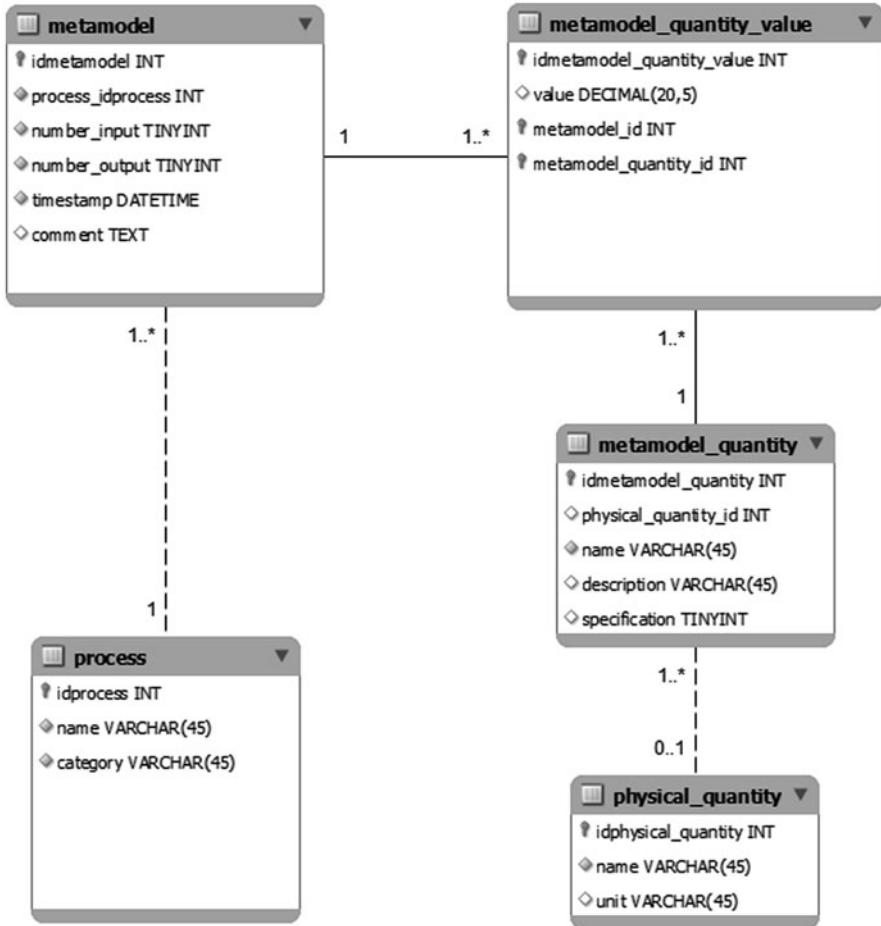 metamodel
idmetamodel INT
process_idprocess INT
number_input TINYINT
number_output TINYINT
timestamp DATETIME
comment TEXT
1
1..*
metamodel_quantity_value
idmetamodel_quantity_value INT
value DECIMAL(20,5)
metamodel_id INT
metamodel_quantity_id INT
1..*
1
1..*
1
metamodel_quantity
idmetamodel_quantity INT
physical_quantity_id INT
name VARCHAR(45)
description VARCHAR(45)
specification TINYINT
process
idprocess INT
name VARCHAR(45)
category VARCHAR(45)
1..*
0..1
physical_quantity
idphysical_quantity INT
name VARCHAR(45)
unit VARCHAR(45)